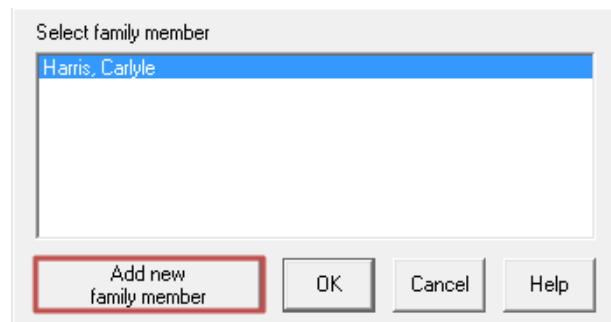 Select family member
Harris, Carlyle
Add new
family member
OK
Cancel
Help